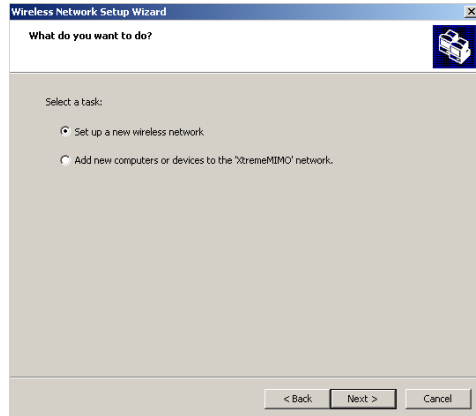 Wireless Network Setup Wizard
What do you want to do?
Select a task:
Set up a new wireless network
Add new computers or devices to the 'XtremeMIMO' network.
< Back
Next >
Cancel